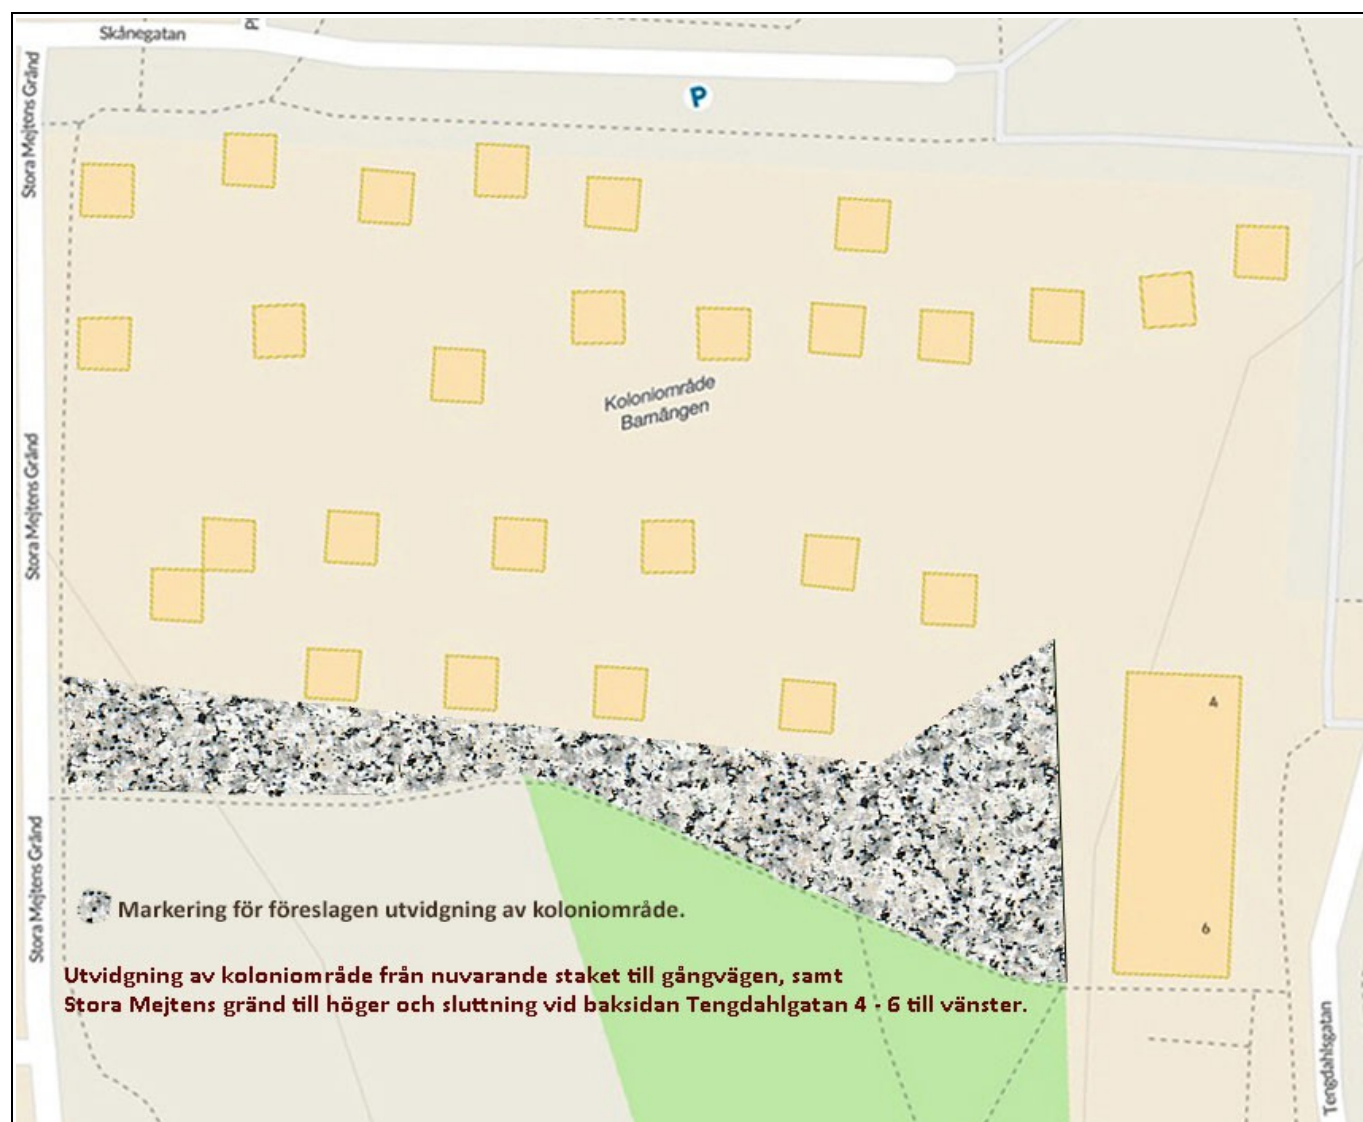 Skånegatan
P
Stora Mejtens Gränd
Koloniområde
Barnängen
Stora Mejtens Gränd
4
Stora Mejtens Gränd
6
Markering för föreslagen utvidgning av koloniområde.
Utvidgning av koloniområde från nuvarande staket till gångvägen, samt
Stora Mejtens gränd till höger och sluttning vid baksidan Tengdahlgatan 4 - 6 till vänster.
Tengdahlsgatan